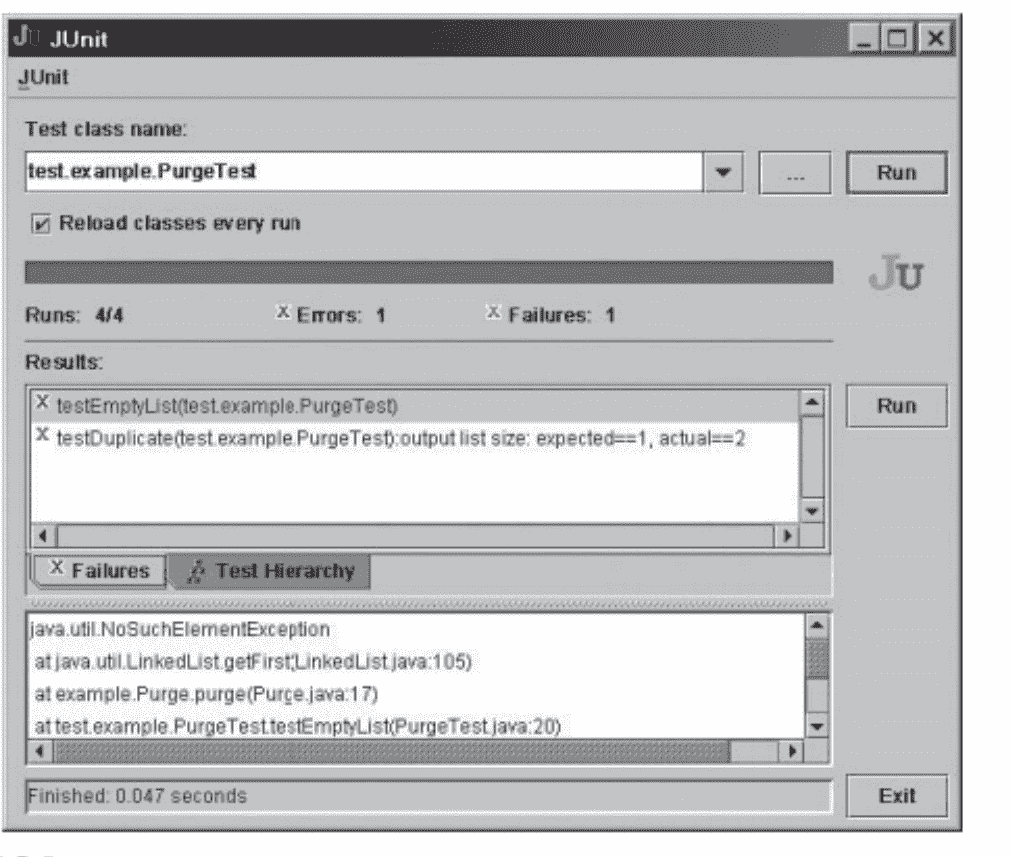 JU JUnit
JUnit
Test class name:
test.example.PurgeTest
...
Run
Reload classes every run
JU
Runs: 4/4
X Errors: 1
X Failures: 1
Results:
X testEmptyList(test.example.PurgeTest)
Run
X testDuplicate(test.example.PurgeTest):output list size: expected==1, actual==2
X Failures
Test Hierarchy
java.util.NoSuchElementException
at java.util.LinkedList.getFirst(LinkedList.java:105)
at example.Purge.purge(Purge.java:17)
at test.example.PurgeTest.testEmptyList(PurgeTest.java:20)
Finished: 0.047 seconds
Exit